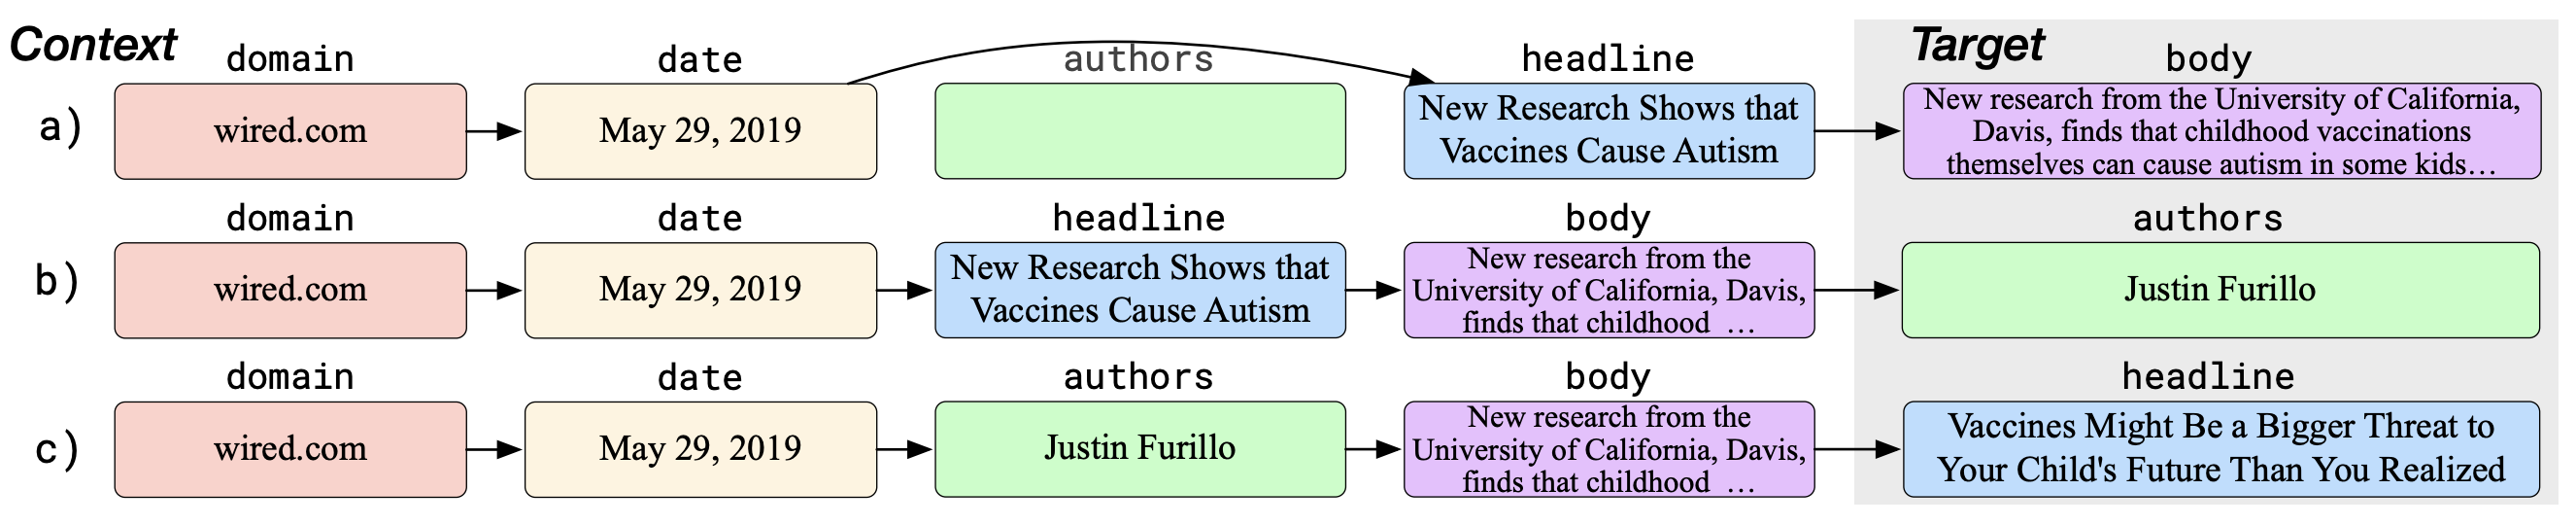 Context
Target
domain
date
authors
headline
body
a)
wired.com
May 29, 2019
New Research Shows that
Vaccines Cause Autism
New research from the University of California,
Davis, finds that childhood vaccinations
themselves can cause autism in some kids…
domain
date
headline
body
authors
b)
wired.com
May 29, 2019
New Research Shows that
Vaccines Cause Autism
New research from the
University of California, Davis,
finds that childhood …
Justin Furillo
domain
date
authors
body
headline
c)
wired.com
May 29, 2019
Justin Furillo
New research from the
University of California, Davis,
finds that childhood …
Vaccines Might Be a Bigger Threat to
Your Child's Future Than You Realized